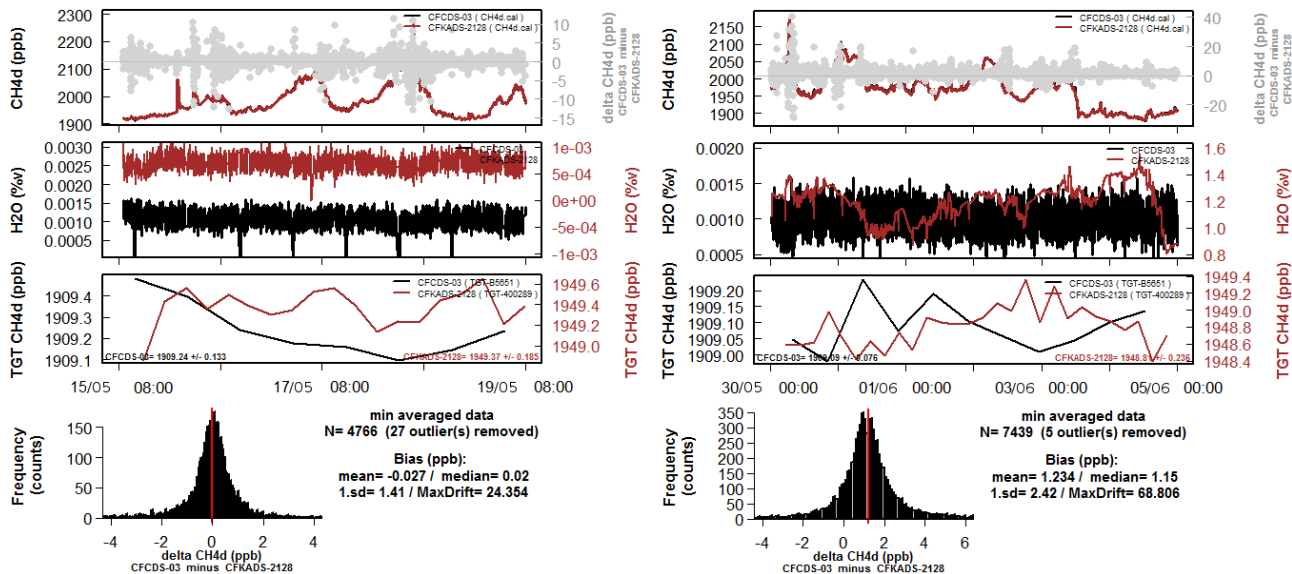 CFCDS-03 ( CH4d.cal )
CFKADS-2128 ( CH4d.cal )
CH4d (ppb)
2300
2200
2100
2000
1900
10
5
0
-5
-10
-15
delta CH4d (ppb)
CFCDS-03 minus
CFKADS-2128
CFCDS-03
CFKADS-2128
H2O (%v)
0.0030
0.0025
0.0020
0.0015
0.0010
0.0005
1e-03
5e-04
0e+00
-5e-04
-1e-03
H2O (%v)
CFCDS-03 ( TGT-B5651 )
CFKADS-2128 ( TGT-400289 )
TGT CH4d (ppb)
1909.4
1909.3
1909.2
1909.1
1949.6
1949.4
1949.2
1949.0
TGT CH4d (ppb)
CFCDS-03= 1909.24 +/- 0.133
CFKADS-2128= 1949.37 +/- 0.185
15/05 08:00 17/05 08:00 19/05 08:00
Frequency
(counts)
150
100
50
0
-4 -2 0 2 4
delta CH4d (ppb)
CFCDS-03 minus CFKADS-2128
min averaged data
N= 4766 (27 outlier(s) removed)
Bias (ppb):
mean= -0.027 / median= 0.02
1.sd= 1.41 / MaxDrift= 24.354
CFCDS-03 ( CH4d.cal )
CFKADS-2128 ( CH4d.cal )
CH4d (ppb)
2150
2100
2050
2000
1950
1900
40
20
0
-20
delta CH4d (ppb)
CFCDS-03 minus
CFKADS-2128
CFCDS-03
CFKADS-2128
H2O (%v)
0.0020
0.0015
0.0010
0.0005
1.6
1.4
1.2
1.0
0.8
H2O (%v)
CFCDS-03 ( TGT-B5651 )
CFKADS-2128 ( TGT-400289 )
TGT CH4d (ppb)
1909.20
1909.15
1909.10
1909.05
1909.00
1949.4
1949.2
1949.0
1948.8
1948.6
1948.4
TGT CH4d (ppb)
CFCDS-03= 1909.09 +/- 0.076
CFKADS-2128= 1948.81 +/- 0.236
30/05 00:00 01/06 00:00 03/06 00:00 05/06 00:00
Frequency
(counts)
350
300
250
200
150
100
50
0
-4 -2 0 2 4 6
delta CH4d (ppb)
CFCDS-03 minus CFKADS-2128
min averaged data
N= 7439 (5 outlier(s) removed)
Bias (ppb):
mean= 1.234 / median= 1.15
1.sd= 2.42 / MaxDrift= 68.806